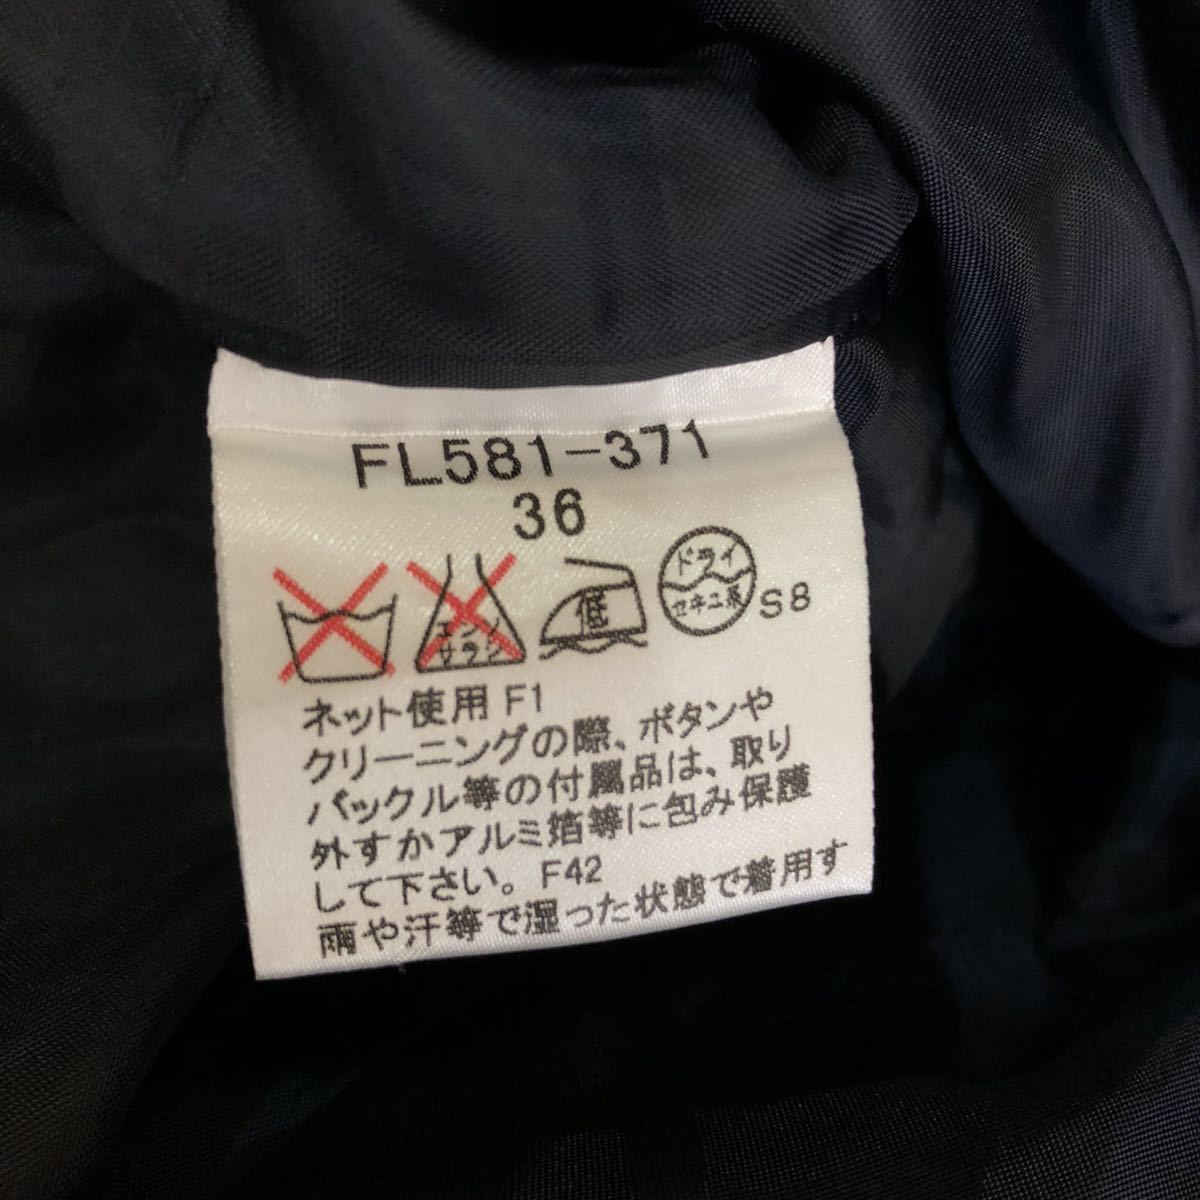 FL581-371
36
エンソ
サラシ
低
ドライ
セキユ系
S8
ネット使用 F1
クリーニングの際、ボタンや
バックル等の付属品は、取り
外すかアルミ箔等に包み保護
して下さい。F42
雨や汗等で湿った状態で着用す